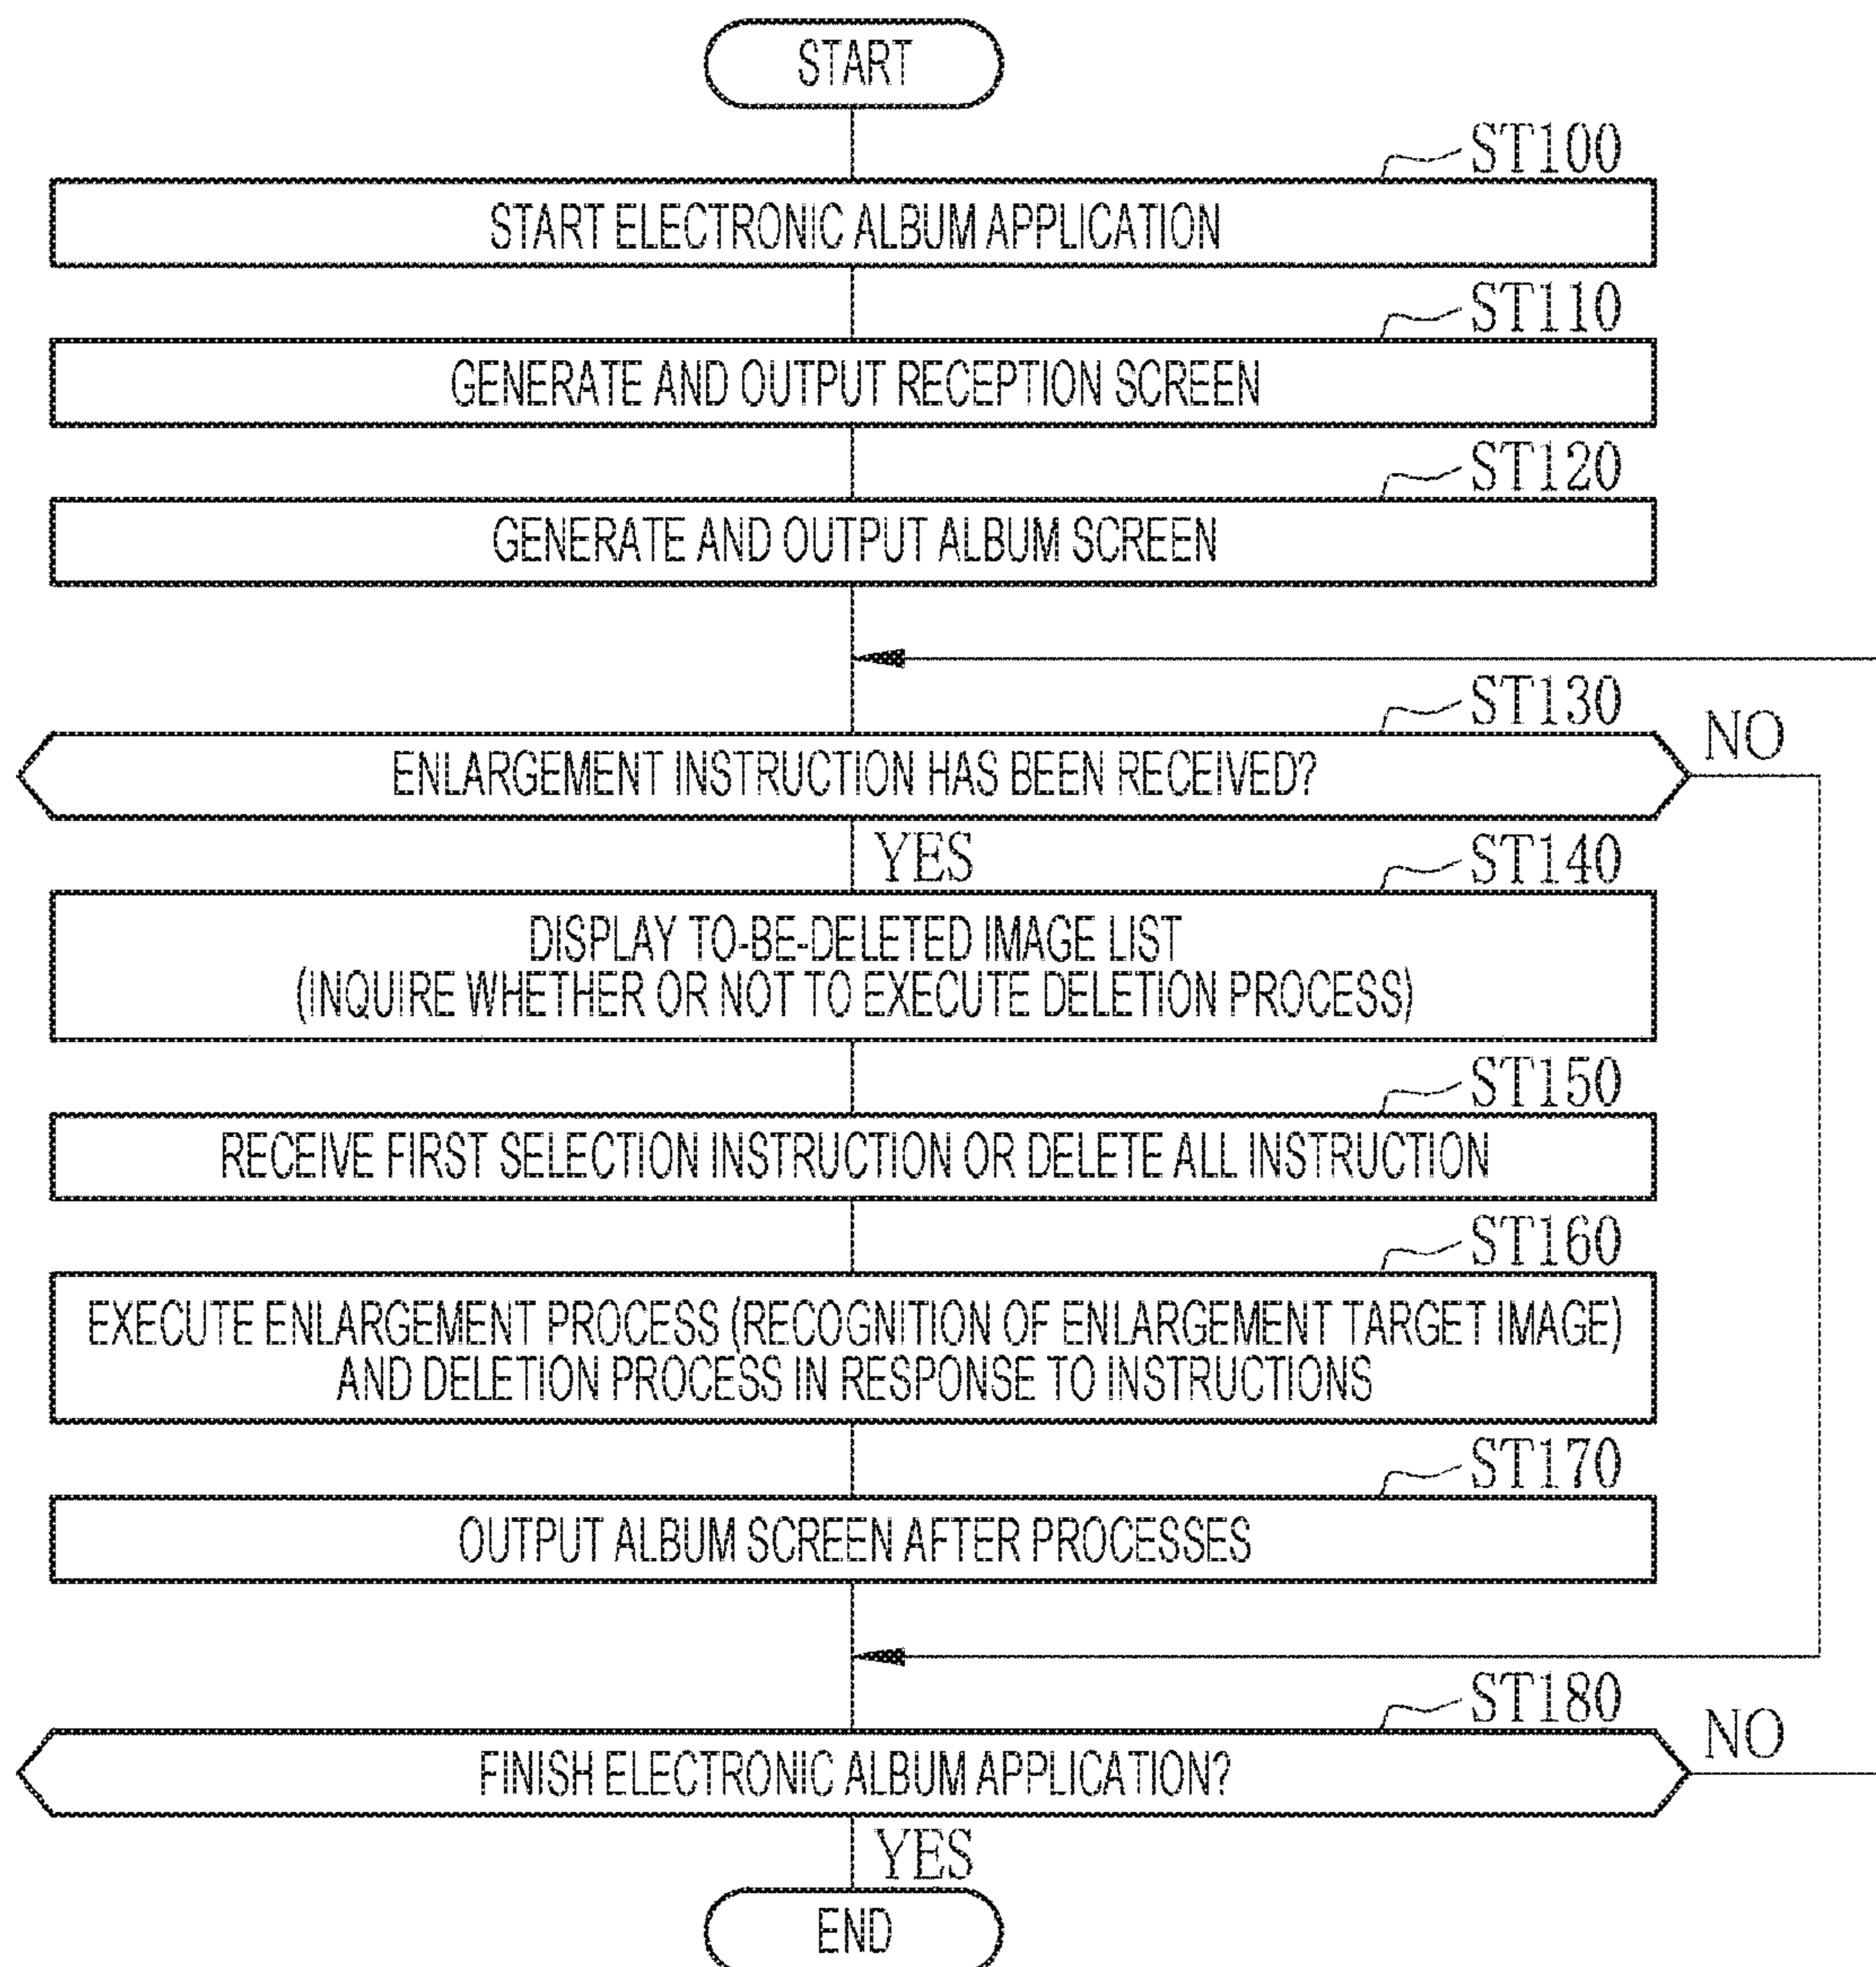 START
ST100
START ELECTRONIC ALBUM APPLICATION
ST110
GENERATE AND OUTPUT RECEPTION SCREEN
ST120
GENERATE AND OUTPUT ALBUM SCREEN
ST130
ENLARGEMENT INSTRUCTION HAS BEEN RECEIVED?
NO
YES
ST140
DISPLAY TO-BE-DELETED IMAGE LIST
(INQUIRE WHETHER OR NOT TO EXECUTE DELETION PROCESS)
ST150
RECEIVE FIRST SELECTION INSTRUCTION OR DELETE ALL INSTRUCTION
ST160
EXECUTE ENLARGEMENT PROCESS (RECOGNITION OF ENLARGEMENT TARGET IMAGE)
AND DELETION PROCESS IN RESPONSE TO INSTRUCTIONS
ST170
OUTPUT ALBUM SCREEN AFTER PROCESSES
ST180
FINISH ELECTRONIC ALBUM APPLICATION?
NO
YES
END